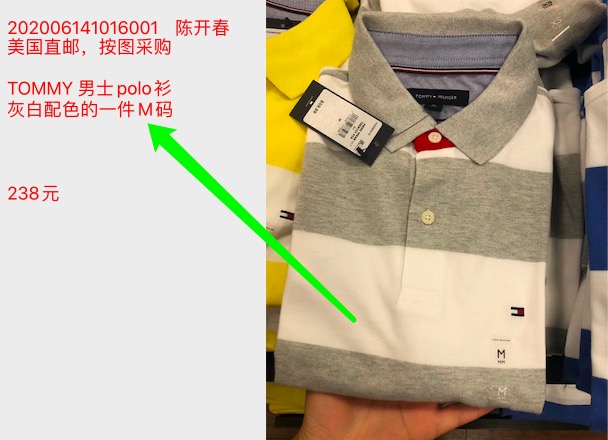 202006141016001 陈开春
美国直邮，按图采购
TOMMY 男士polo衫
灰白配色的一件M码
238元
TOMMY HILFIGER
M
M
XS